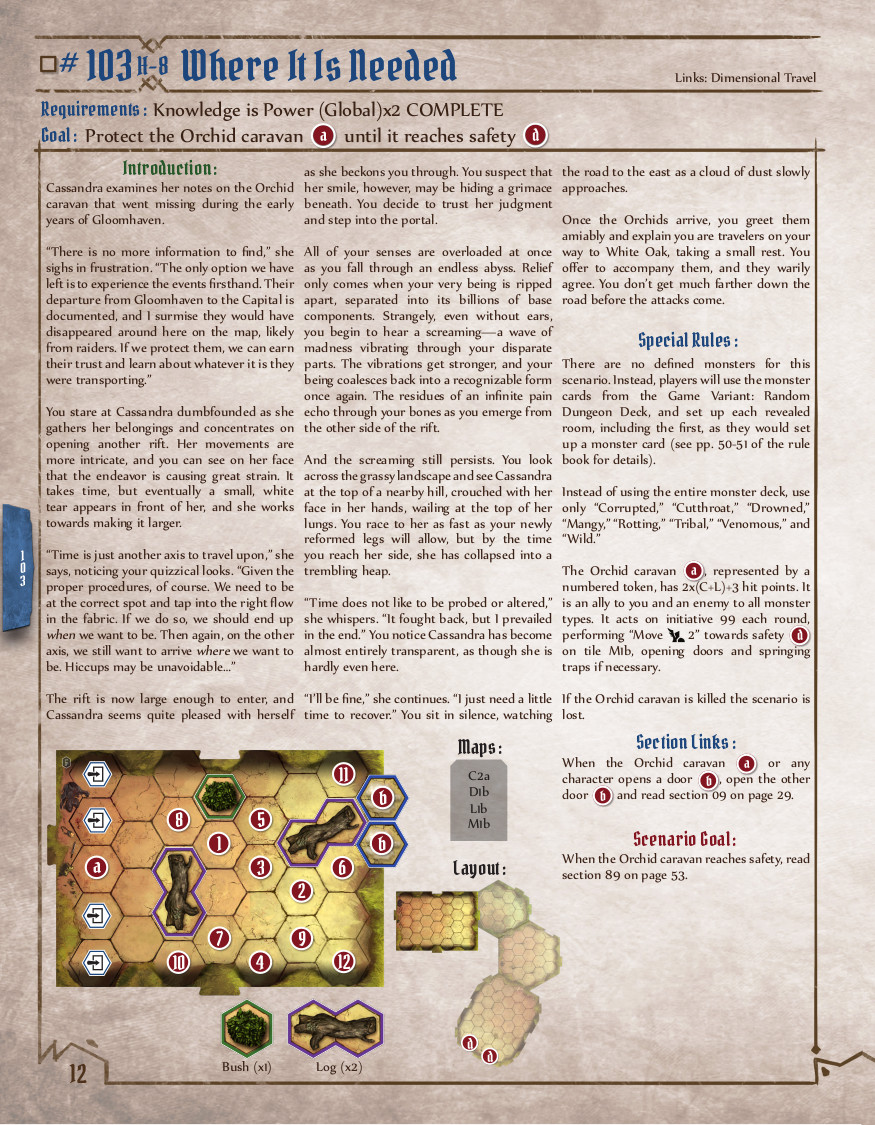 # 103 H-8 Where It Is Needed
Links: Dimensional Travel
Requirements: Knowledge is Power (Global)x2 COMPLETE
Goal: Protect the Orchid caravan a until it reaches safety d
Introduction:
Cassandra examines her notes on the Orchid
caravan that went missing during the early
years of Gloomhaven.
“There is no more information to find,” she
sighs in frustration. “The only option we have
left is to experience the events firsthand. Their
departure from Gloomhaven to the Capital is
documented, and I surmise they would have
disappeared around here on the map, likely
from raiders. If we protect them, we can earn
their trust and learn about whatever it is they
were transporting.”
You stare at Cassandra dumbfounded as she
gathers her belongings and concentrates on
opening another rift. Her movements are
more intricate, and you can see on her face
that the endeavor is causing great strain. It
takes time, but eventually a small, white
tear appears in front of her, and she works
towards making it larger.
“Time is just another axis to travel upon,” she
says, noticing your quizzical looks. “Given the
proper procedures, of course. We need to be
at the correct spot and tap into the right flow
in the fabric. If we do so, we should end up
when we want to be. Then again, on the other
axis, we still want to arrive where we want to
be. Hiccups may be unavoidable...”
The rift is now large enough to enter, and
Cassandra seems quite pleased with herself
as she beckons you through. You suspect that
her smile, however, may be hiding a grimace
beneath. You decide to trust her judgment
and step into the portal.
All of your senses are overloaded at once
as you fall through an endless abyss. Relief
only comes when your very being is ripped
apart, separated into its billions of base
components. Strangely, even without ears,
you begin to hear a screaming—a wave of
madness vibrating through your disparate
parts. The vibrations get stronger, and your
being coalesces back into a recognizable form
once again. The residues of an infinite pain
echo through your bones as you emerge from
the other side of the rift.
And the screaming still persists. You look
across the grassy landscape and see Cassandra
at the top of a nearby hill, crouched with her
face in her hands, wailing at the top of her
lungs. You race to her as fast as your newly
reformed legs will allow, but by the time
you reach her side, she has collapsed into a
trembling heap.
“Time does not like to be probed or altered,”
she whispers. “It fought back, but I prevailed
in the end.” You notice Cassandra has become
almost entirely transparent, as though she is
hardly even here.
“I’ll be fine,” she continues. “I just need a little
time to recover.” You sit in silence, watching
the road to the east as a cloud of dust slowly
approaches.
Once the Orchids arrive, you greet them
amiably and explain you are travelers on your
way to White Oak, taking a small rest. You
offer to accompany them, and they warily
agree. You don’t get much farther down the
road before the attacks come.
Special Rules:
There are no defined monsters for this
scenario. Instead, players will use the monster
cards from the Game Variant: Random
Dungeon Deck, and set up each revealed
room, including the first, as they would set
up a monster card (see pp. 50-51 of the rule
book for details).
Instead of using the entire monster deck, use
only “Corrupted,” “Cutthroat,” “Drowned,”
“Mangy,” “Rotting,” “Tribal,” “Venomous,” and
“Wild.”
The Orchid caravan a, represented by a
numbered token, has 2x(C+L)+3 hit points. It
is an ally to you and an enemy to all monster
types. It acts on initiative 99 each round,
performing “Move 2” towards safety d
on tile M1b, opening doors and springing
traps if necessary.
If the Orchid caravan is killed the scenario is
lost.
Section Links:
When the Orchid caravan a or any
character opens a door b, open the other
door b and read section 09 on page 29.
Scenario Goal:
When the Orchid caravan reaches safety, read
section 89 on page 53.
103
Maps:
C2a
D1b
L1b
M1b
Layout:
11
b
8
5
1
b
a
3
6
2
7
9
10
4
12
d
d
Bush (x1)
Log (x2)
12